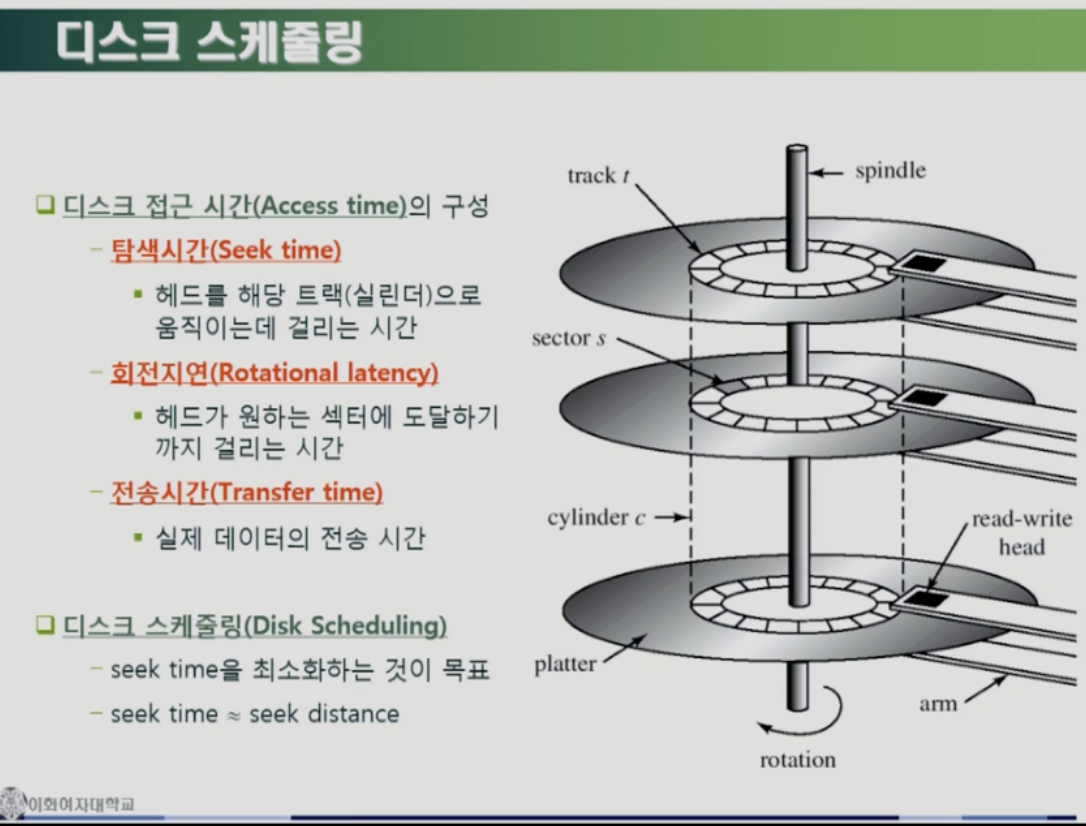 디스크 스케줄링
❑ 디스크 접근 시간(Access time)의 구성
– 탐색시간(Seek time)
▪ 헤드를 해당 트랙(실린더)으로
움직이는데 걸리는 시간
– 회전지연(Rotational latency)
▪ 헤드가 원하는 섹터에 도달하기
까지 걸리는 시간
– 전송시간(Transfer time)
▪ 실제 데이터의 전송 시간
❑ 디스크 스케줄링(Disk Scheduling)
– seek time을 최소화하는 것이 목표
– seek time ≈ seek distance
track t
spindle
sector s
cylinder c
read-write
head
platter
arm
rotation
이화여자대학교